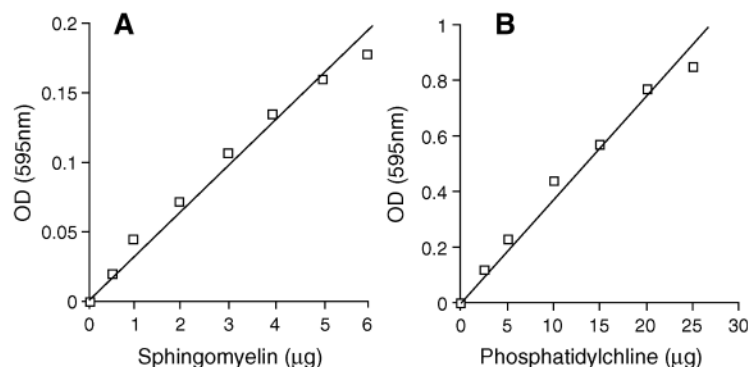 A
0.2
0.15
0.1
0.05
0
OD (595nm)
0 1 2 3 4 5 6
Sphingomyelin (μg)
B
1
0.8
0.6
0.4
0.2
0
OD (595nm)
0 5 10 15 20 25 30
Phosphatidylchline (μg)